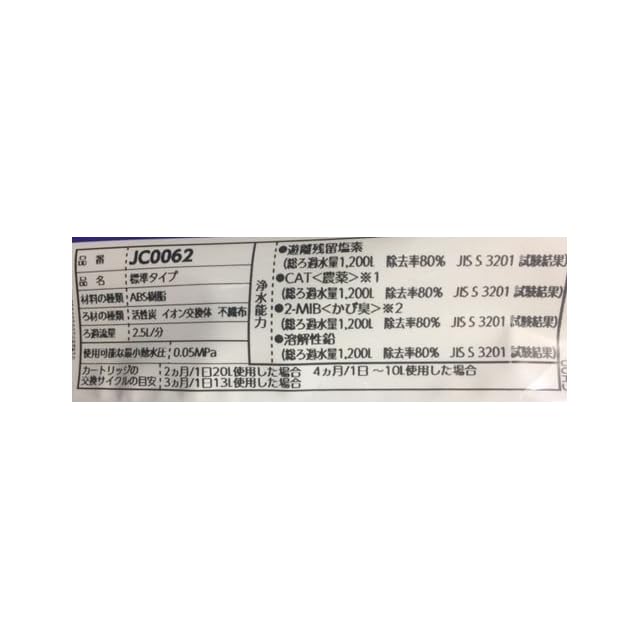 品番 JC0062
品名 標準タイプ
材料の種類 ABS樹脂
ろ材の種類 活性炭 イオン交換体 不織布
ろ過流量 2.5L/分
使用可能な最小動水圧 0.05MPa
浄水能力
●遊離残留塩素
(総ろ過水量1,200L 除去率80% JIS S 3201 試験結果)
●CAT<農薬>※1
(総ろ過水量1,200L 除去率80% JIS S 3201 試験結果)
●2-MIB<かび臭>※2
(総ろ過水量1,200L 除去率80% JIS S 3201 試験結果)
●溶解性鉛
(総ろ過水量1,200L 除去率80% JIS S 3201 試験結果)
カートリッジの
交換サイクルの目安
2ヵ月/1日20L使用した場合 4ヵ月/1日 ～10L使用した場合
3ヵ月/1日13L使用した場合